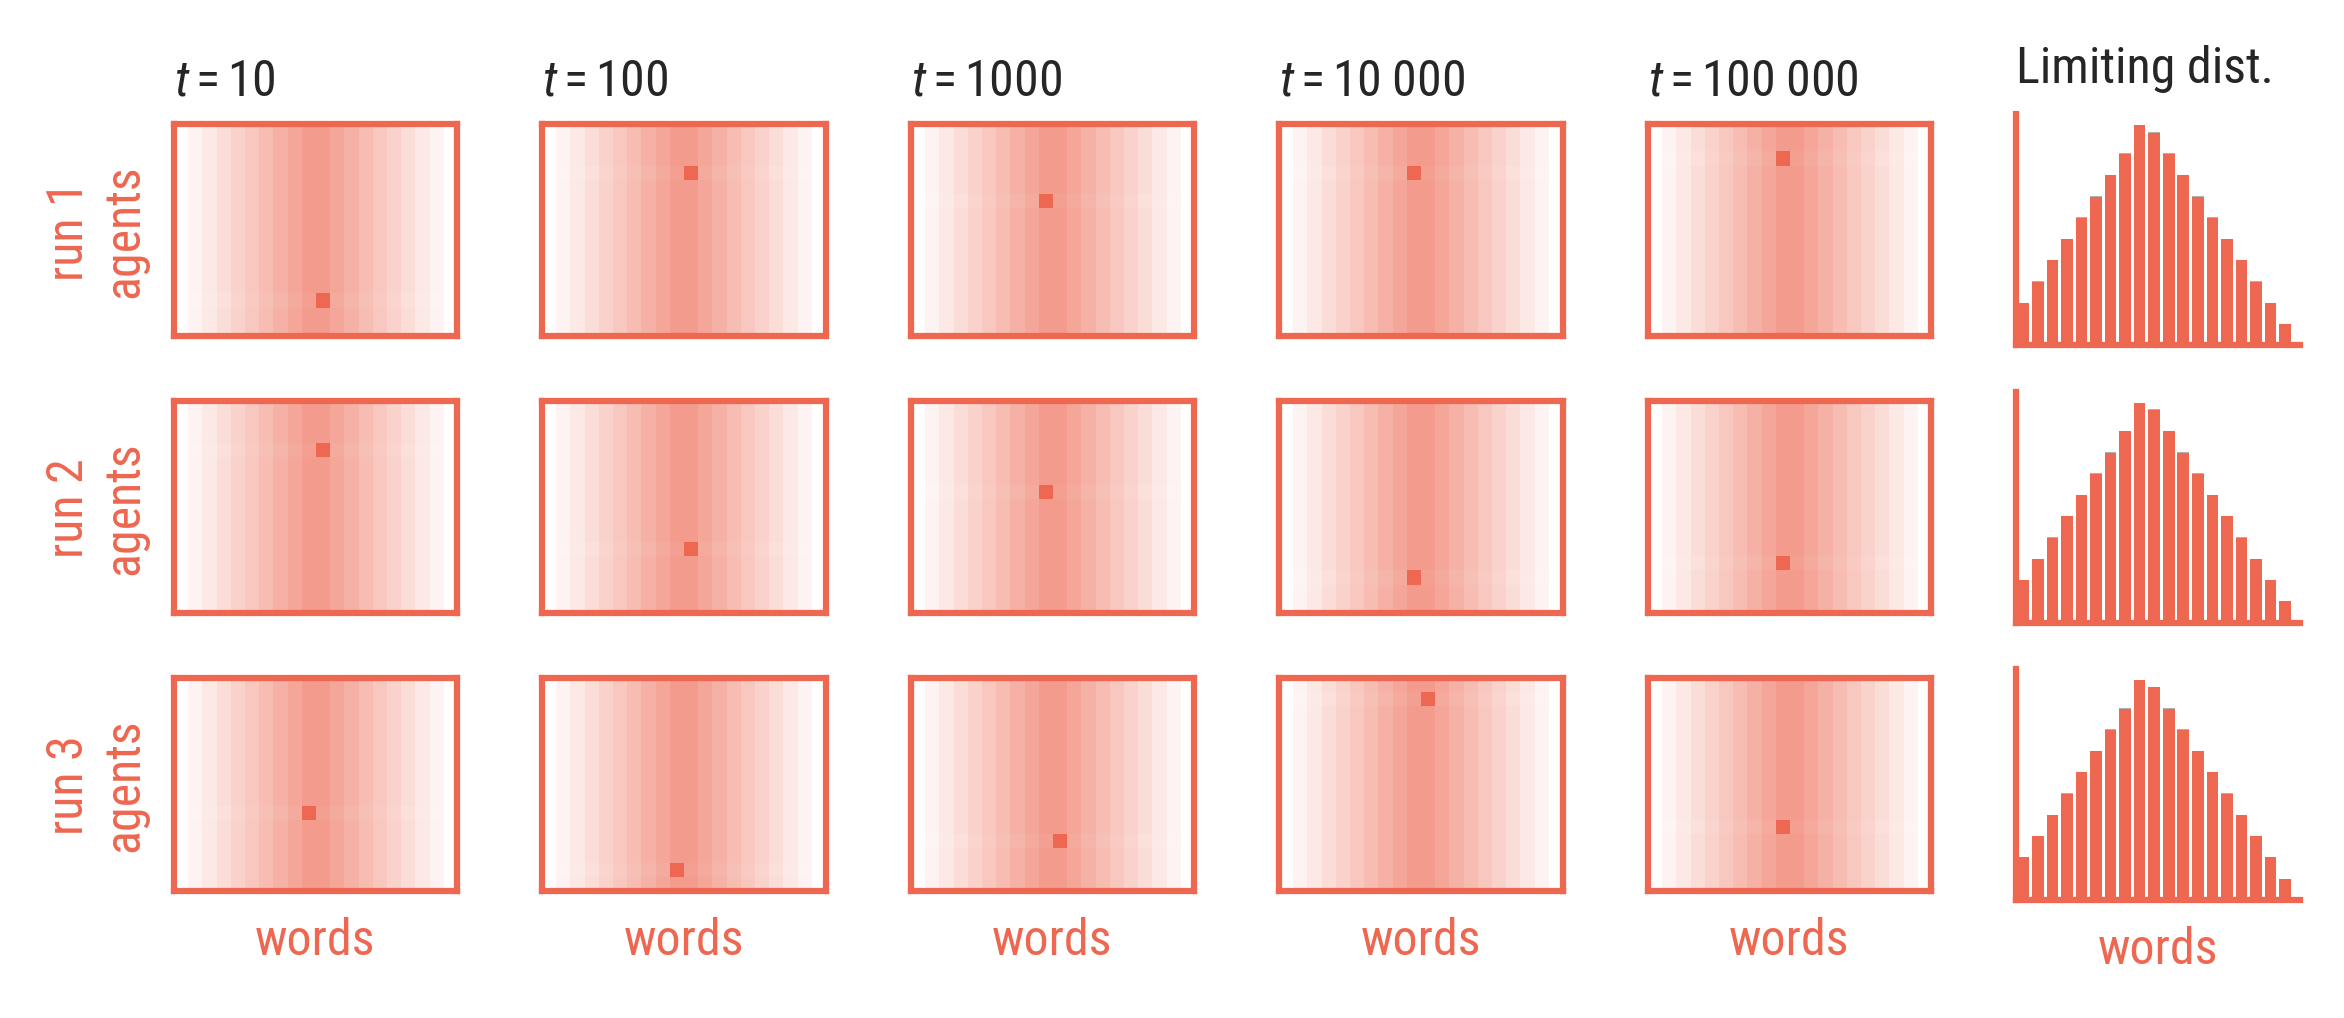 t = 10
t = 100
t = 1000
t = 10 000
t = 100 000
Limiting dist.
run 1
agents
run 2
agents
run 3
agents
words
words
words
words
words
words